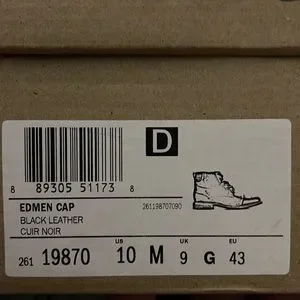 D
8 89305 51173 8
EDMEN CAP
261198707090
BLACK LEATHER
CUIR NOIR
US UK EU
261 19870 10 M 9 G 43